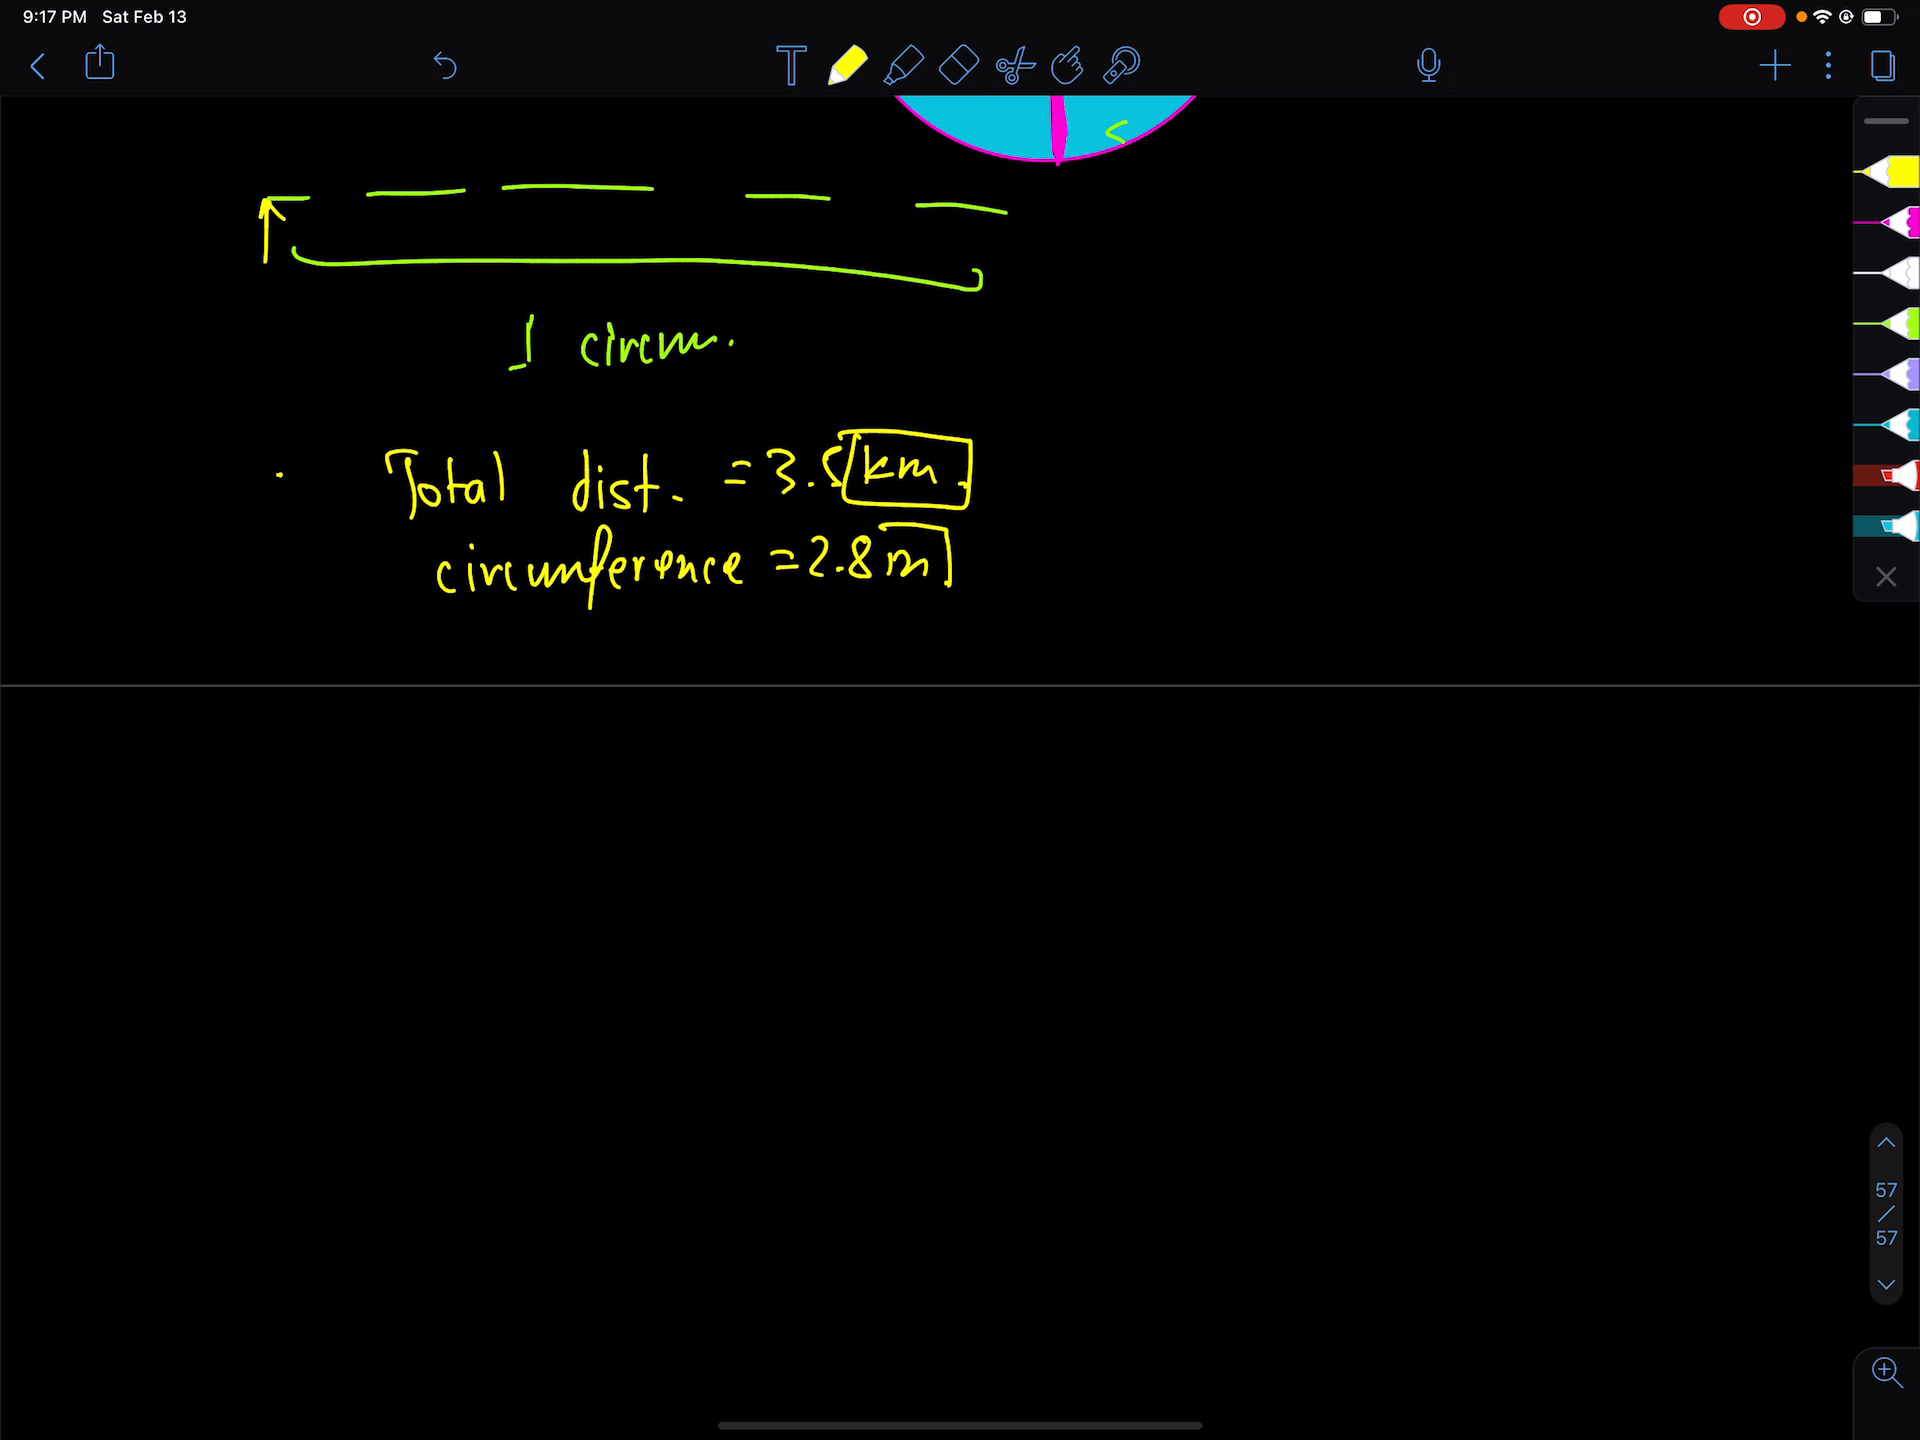 9:17 PM Sat Feb 13
1 circum.
Total dist. = 3.5 km.
circumference = 2.8 m
57
/
57